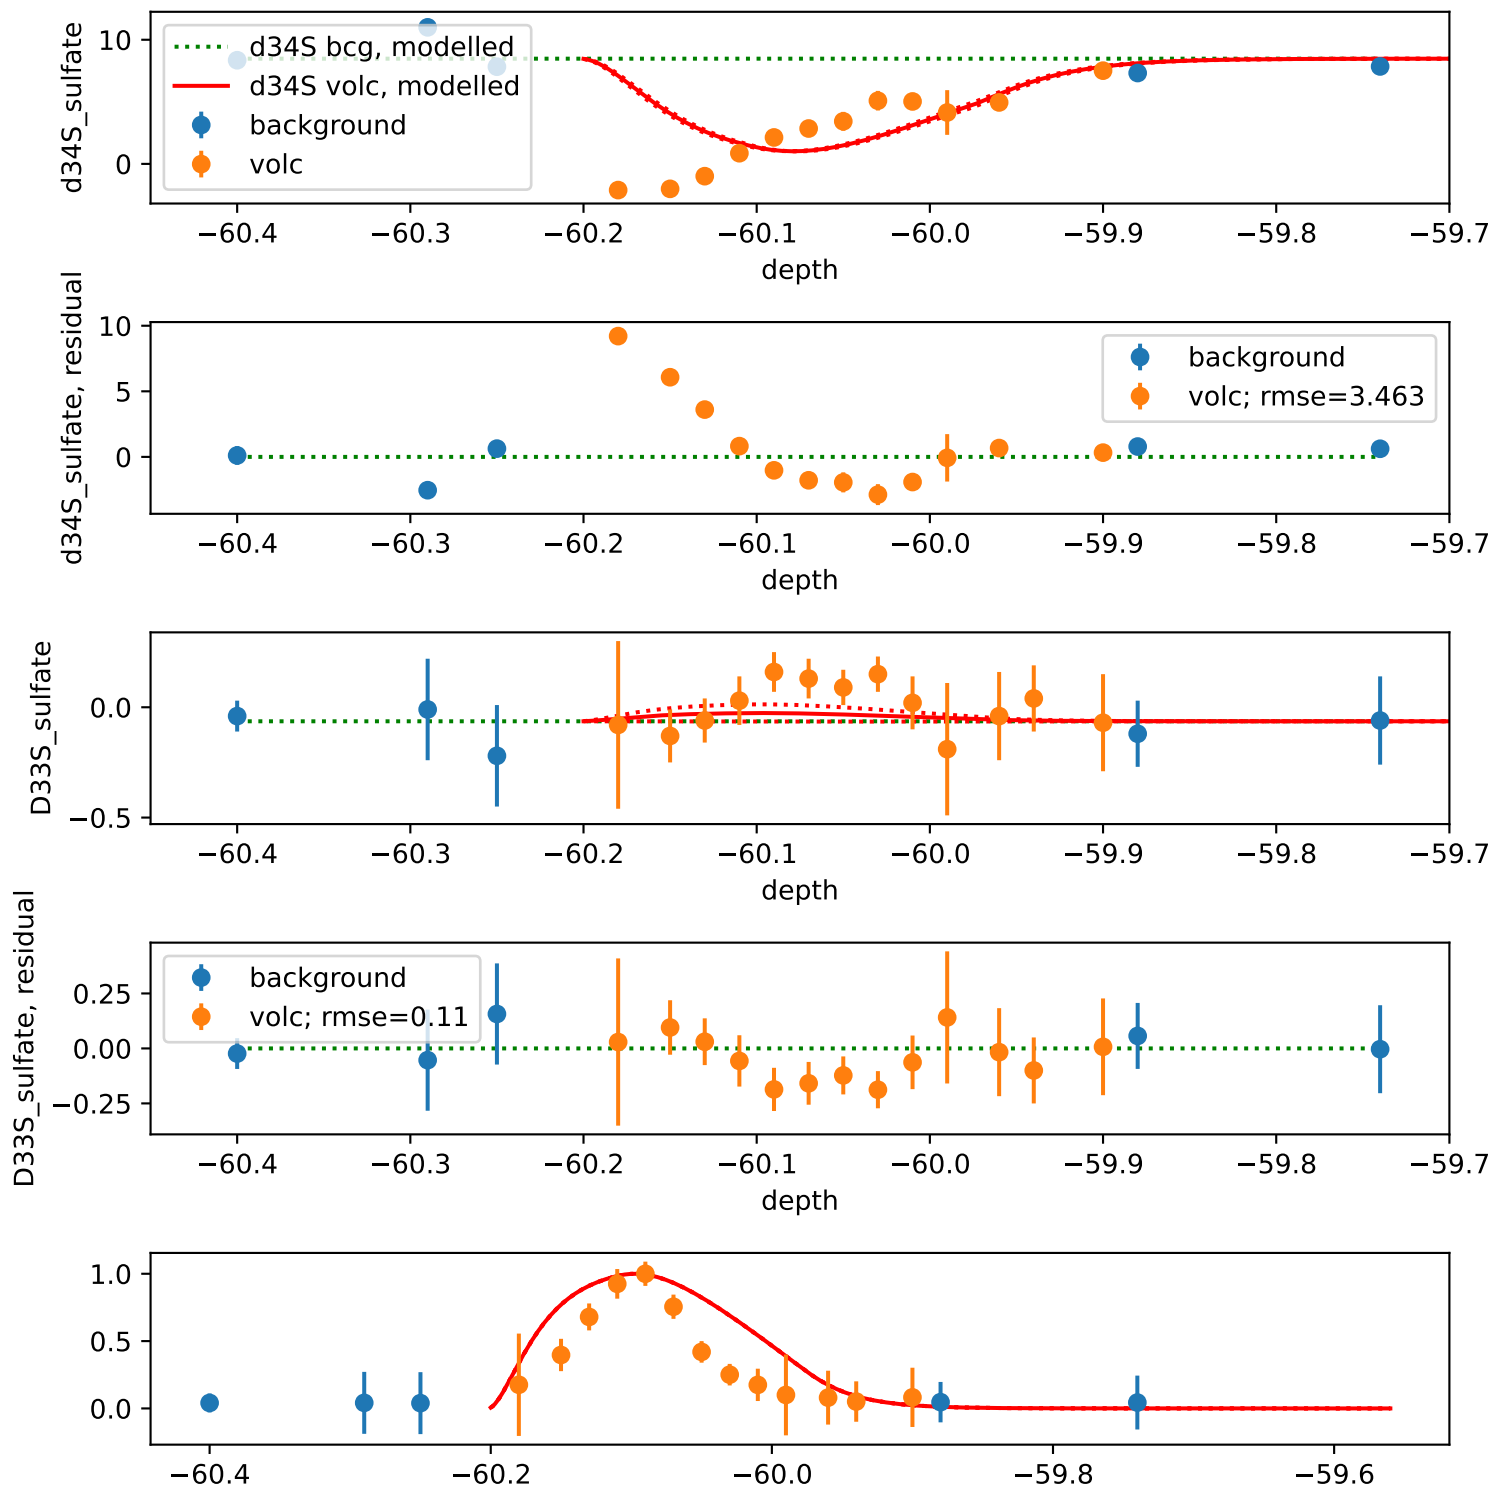 d34S_sulfate
10
0
d34S bcg, modelled
d34S volc, modelled
background
volc
−60.4 −60.3 −60.2 −60.1 −60.0 −59.9 −59.8 −59.7
depth
d34S_sulfate, residual
10
5
0
background
volc; rmse=3.463
−60.4 −60.3 −60.2 −60.1 −60.0 −59.9 −59.8 −59.7
depth
D33S_sulfate
0.0
−0.5
−60.4 −60.3 −60.2 −60.1 −60.0 −59.9 −59.8 −59.7
depth
D33S_sulfate, residual
0.25
0.00
−0.25
background
volc; rmse=0.11
−60.4 −60.3 −60.2 −60.1 −60.0 −59.9 −59.8 −59.7
depth
1.0
0.5
0.0
−60.4 −60.2 −60.0 −59.8 −59.6